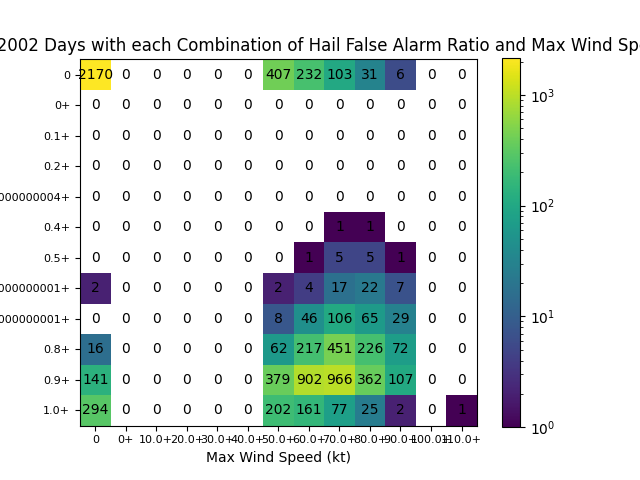 2002 Days with each Combination of Hail False Alarm Ratio and Max Wind Spe
0 2170 0 0 0 0 0 407 232 103 31 6 0 0
0+ 0 0 0 0 0 0 0 0 0 0 0 0 0
0.1+ 0 0 0 0 0 0 0 0 0 0 0 0 0
0.2+ 0 0 0 0 0 0 0 0 0 0 0 0 0
000000004+ 0 0 0 0 0 0 0 0 0 0 0 0 0
0.4+ 0 0 0 0 0 0 0 0 1 1 0 0 0
0.5+ 0 0 0 0 0 0 0 1 5 5 1 0 0
000000001+ 2 0 0 0 0 0 2 4 17 22 7 0 0
000000001+ 0 0 0 0 0 0 8 46 106 65 29 0 0
0.8+ 16 0 0 0 0 0 62 217 451 226 72 0 0
0.9+ 141 0 0 0 0 0 379 902 966 362 107 0 0
1.0+ 294 0 0 0 0 0 202 161 77 25 2 0 1
0 0+ 10.0+ 20.0+ 30.0+ 40.0+ 50.0+ 60.0+ 70.0+ 80.0+ 90.0+ 100.0+ 110.0+
Max Wind Speed (kt)
10³
10²
10¹
10⁰